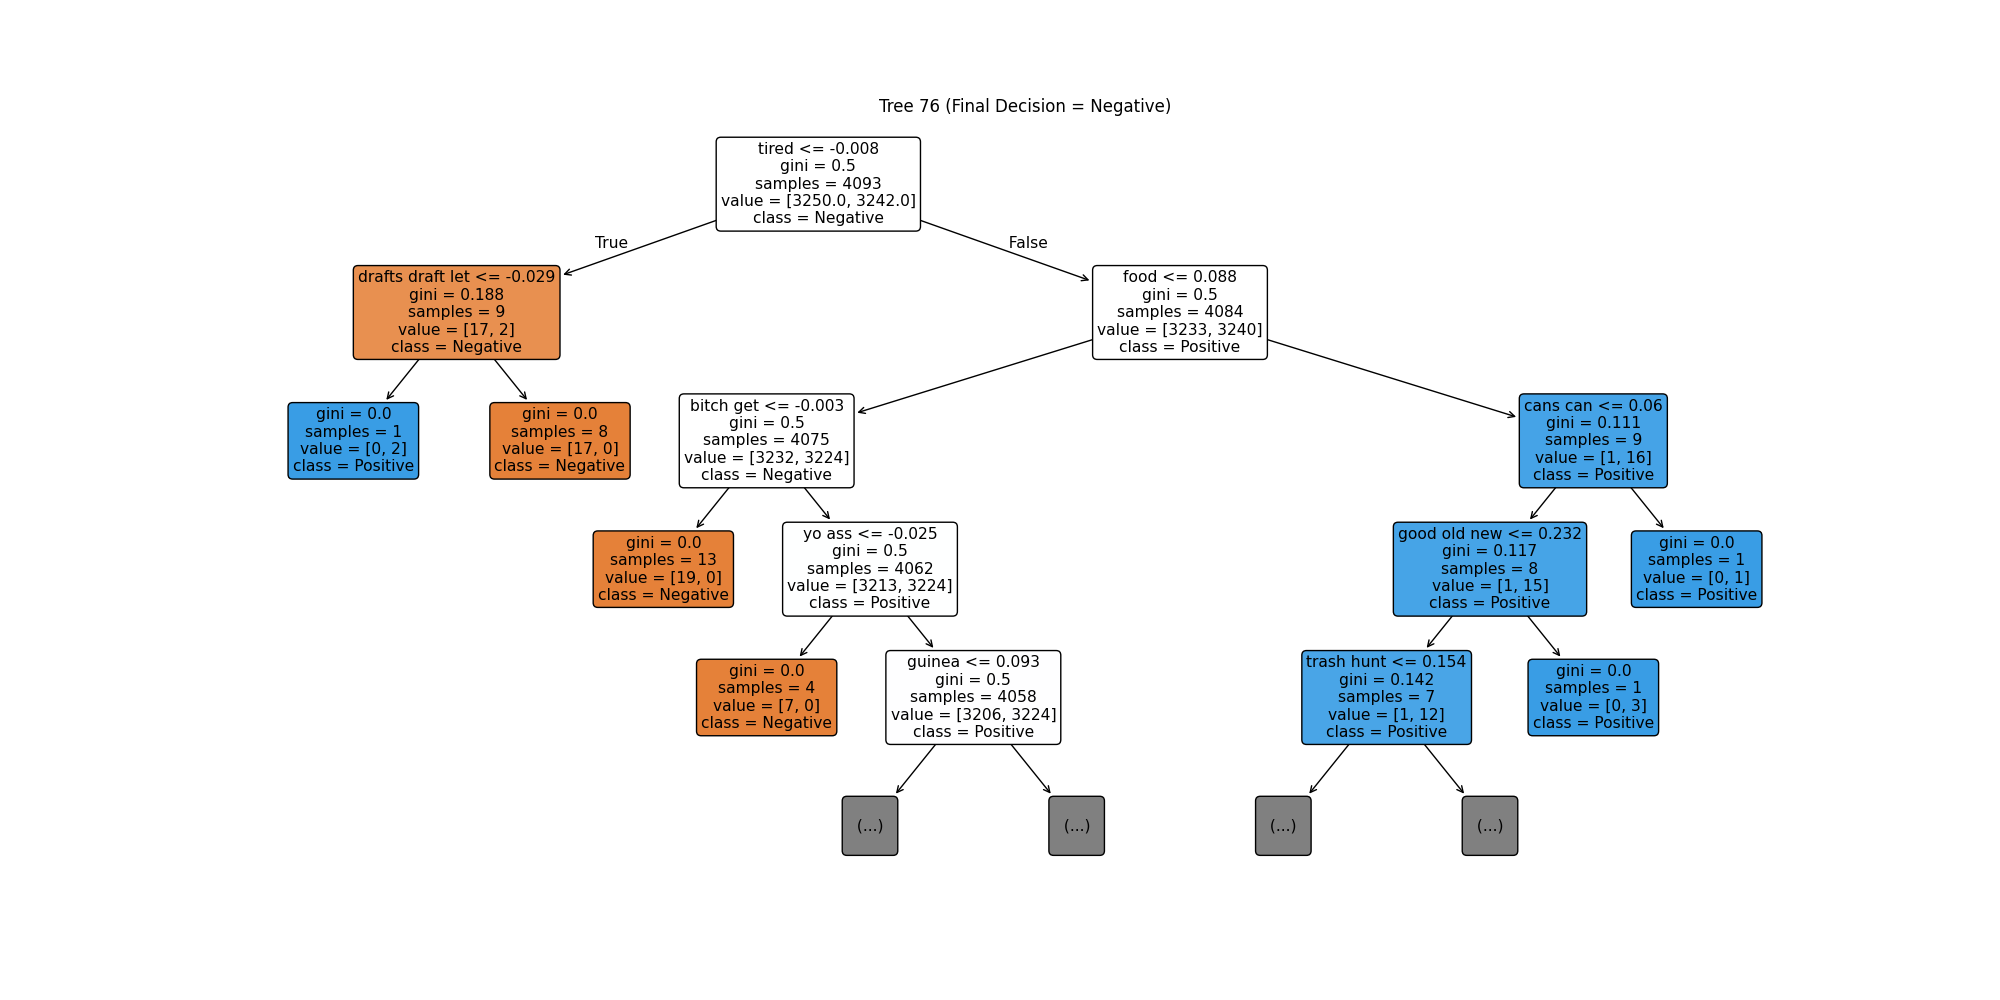 Tree 76 (Final Decision = Negative)
tired <= -0.008
gini = 0.5
samples = 4093
value = [3250.0, 3242.0]
class = Negative
True
False
drafts draft let <= -0.029
gini = 0.188
samples = 9
value = [17, 2]
class = Negative
food <= 0.088
gini = 0.5
samples = 4084
value = [3233, 3240]
class = Positive
gini = 0.0
samples = 1
value = [0, 2]
class = Positive
gini = 0.0
samples = 8
value = [17, 0]
class = Negative
bitch get <= -0.003
gini = 0.5
samples = 4075
value = [3232, 3224]
class = Negative
cans can <= 0.06
gini = 0.111
samples = 9
value = [1, 16]
class = Positive
gini = 0.0
samples = 13
value = [19, 0]
class = Negative
yo ass <= -0.025
gini = 0.5
samples = 4062
value = [3213, 3224]
class = Positive
good old new <= 0.232
gini = 0.117
samples = 8
value = [1, 15]
class = Positive
gini = 0.0
samples = 1
value = [0, 1]
class = Positive
gini = 0.0
samples = 4
value = [7, 0]
class = Negative
guinea <= 0.093
gini = 0.5
samples = 4058
value = [3206, 3224]
class = Positive
trash hunt <= 0.154
gini = 0.142
samples = 7
value = [1, 12]
class = Positive
gini = 0.0
samples = 1
value = [0, 3]
class = Positive
(...)
(...)
(...)
(...)